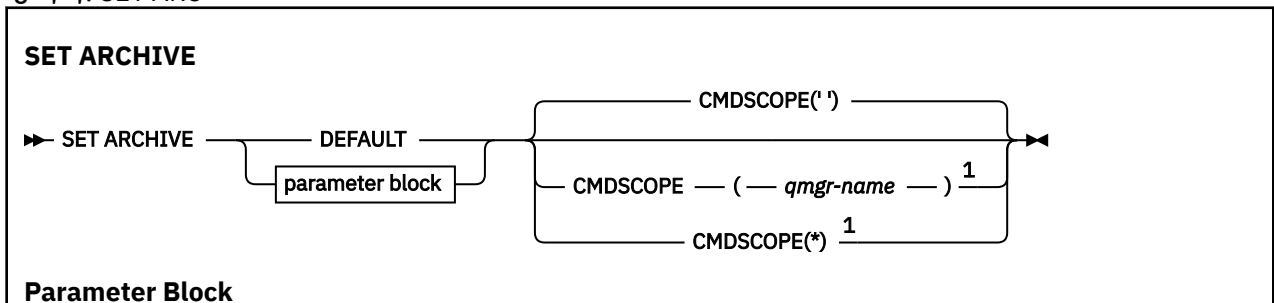 SET ARCHIVE
CMDSCOPE(' ')
SET ARCHIVE DEFAULT
parameter block
CMDSCOPE ( qmgr-name ) 1
CMDSCOPE(*) 1
Parameter Block